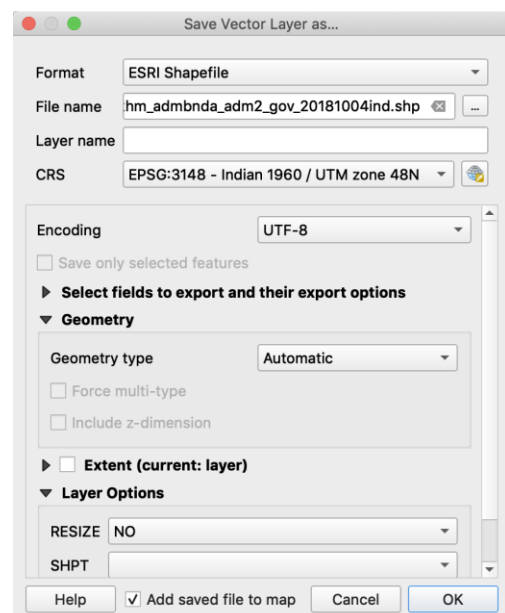 Save Vector Layer as...
Format ESRI Shapefile
File name :hm_admbnda_adm2_gov_20181004ind.shp ...
Layer name
CRS EPSG:3148 - Indian 1960 / UTM zone 48N
Encoding UTF-8
Save only selected features
Select fields to export and their export options
Geometry
Geometry type Automatic
Force multi-type
Include z-dimension
Extent (current: layer)
Layer Options
RESIZE NO
SHPT
Help Add saved file to map Cancel OK